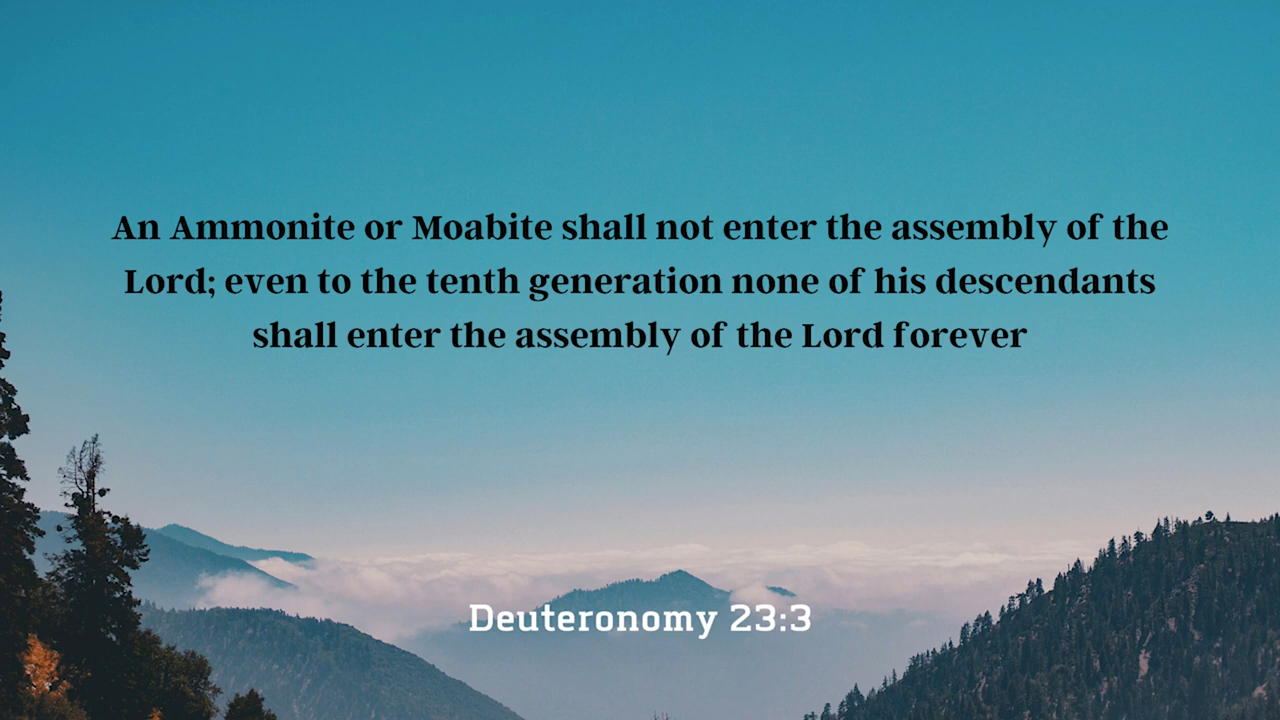 An Ammonite or Moabite shall not enter the assembly of the
Lord; even to the tenth generation none of his descendants
shall enter the assembly of the Lord forever
Deuteronomy 23:3